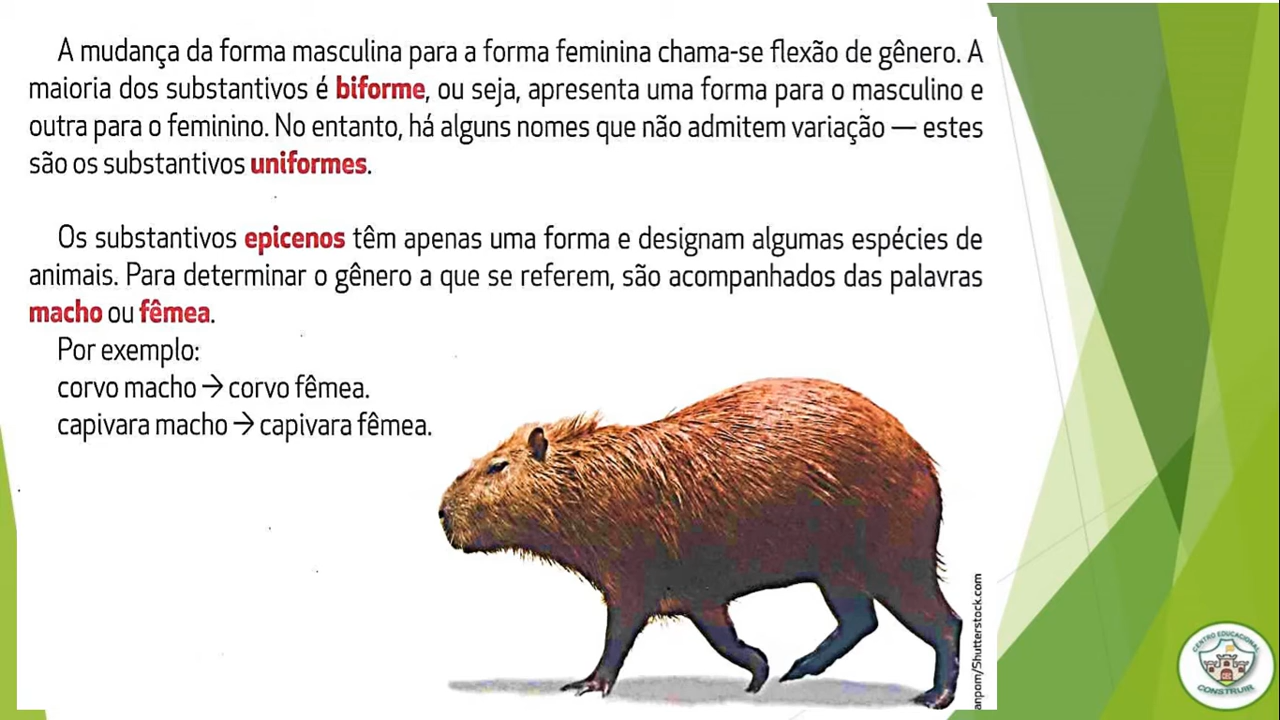 A mudança da forma masculina para a forma feminina chama-se flexão de gênero. A
maioria dos substantivos é biforme, ou seja, apresenta uma forma para o masculino e
outra para o feminino. No entanto, há alguns nomes que não admitem variação — estes
são os substantivos uniformes.
Os substantivos epicenos têm apenas uma forma e designam algumas espécies de
animais. Para determinar o gênero a que se referem, são acompanhados das palavras
macho ou fêmea.
Por exemplo:
corvo macho → corvo fêmea.
capivara macho → capivara fêmea.
anpom/Shutterstock.com
CENTRO EDUCACIONAL
CONSTRUIR